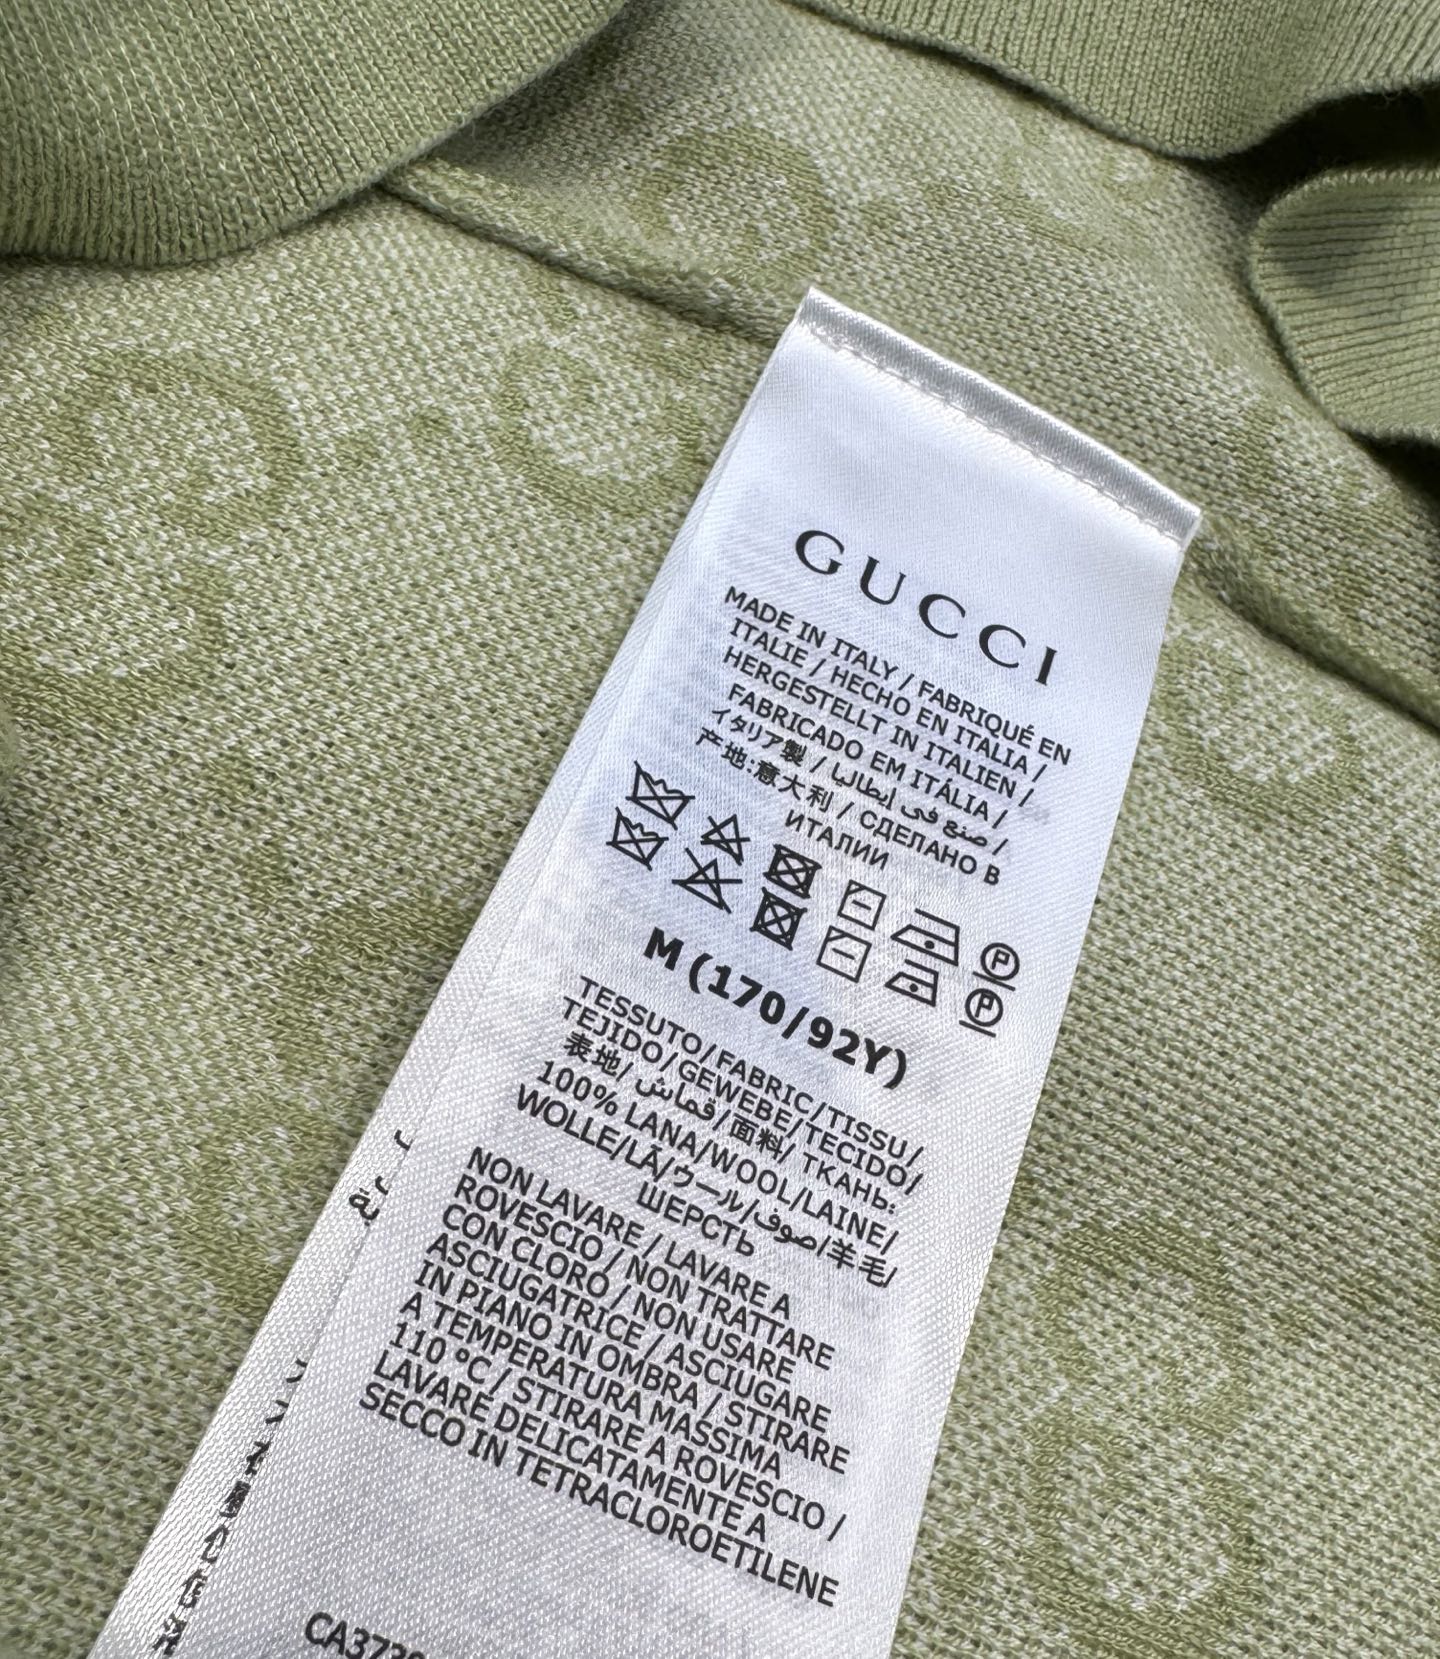 GUCCI
MADE IN ITALY / FABRIQUÉ EN
ITALIE / HECHO EN ITALIA /
HERGESTELLT IN ITALIEN /
FABRICADO EM ITÁLIA /
イタリア製 / صنع في إيطاليا /
产地:意大利 / СДЕЛАНО В
ИТАЛИИ
P
P
M (170/92Y)
TESSUTO/FABRIC/TISSU/
TEJIDO/GEWEBE/TECIDO/
表地/قماش/面料/ТКАНЬ:
100% LANA/WOOL/LAINE/
WOLLE/LÃ/ウール/صوف/羊毛/
ШЕРСТЬ
NON LAVARE / LAVARE A
ROVESCIO / NON TRATTARE
CON CLORO / NON USARE
ASCIUGATRICE / ASCIUGARE
IN PIANO IN OMBRA / STIRARE
A TEMPERATURA MASSIMA
110 °C / STIRARE A ROVESCIO /
LAVARE DELICATAMENTE A
SECCO IN TETRACLOROETILENE